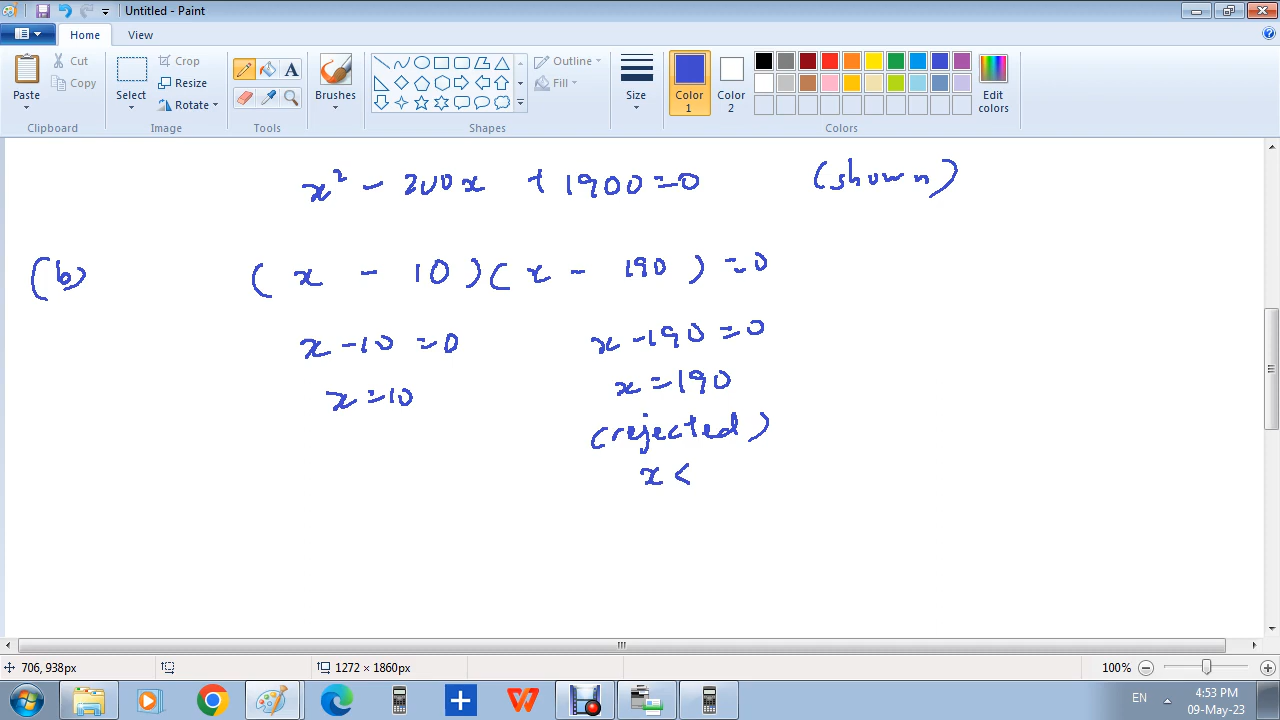 Untitled - Paint
Home View
Paste Cut Copy Select Crop Resize Rotate Brushes Outline Fill Size Color 1 Color 2 Edit colors
Clipboard Image Tools Shapes Colors
x² - 200x + 1900 = 0 (shown)
(b) (x - 10)(x - 190) = 0
x - 10 = 0 x - 190 = 0
x = 10 x = 190
(rejected)
x <
706, 938px 1272 × 1860px 100%
EN 4:53 PM
09-May-23